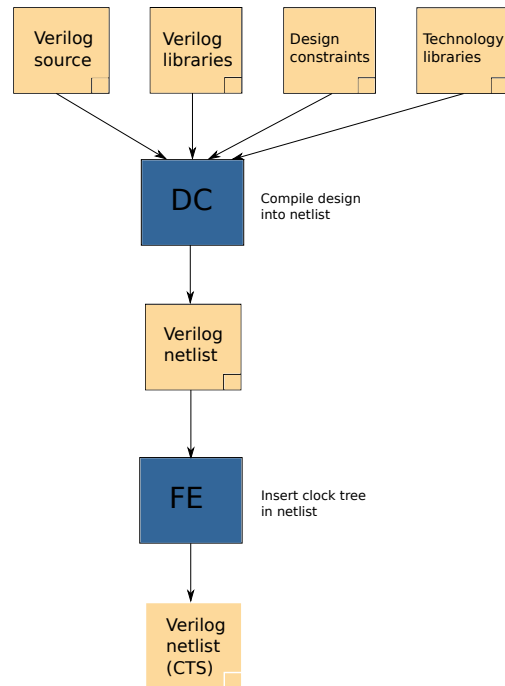 Verilog
source
Verilog
libraries
Design
constraints
Technology
libraries
DC
Compile design
into netlist
Verilog
netlist
FE
Insert clock tree
in netlist
Verilog
netlist
(CTS)